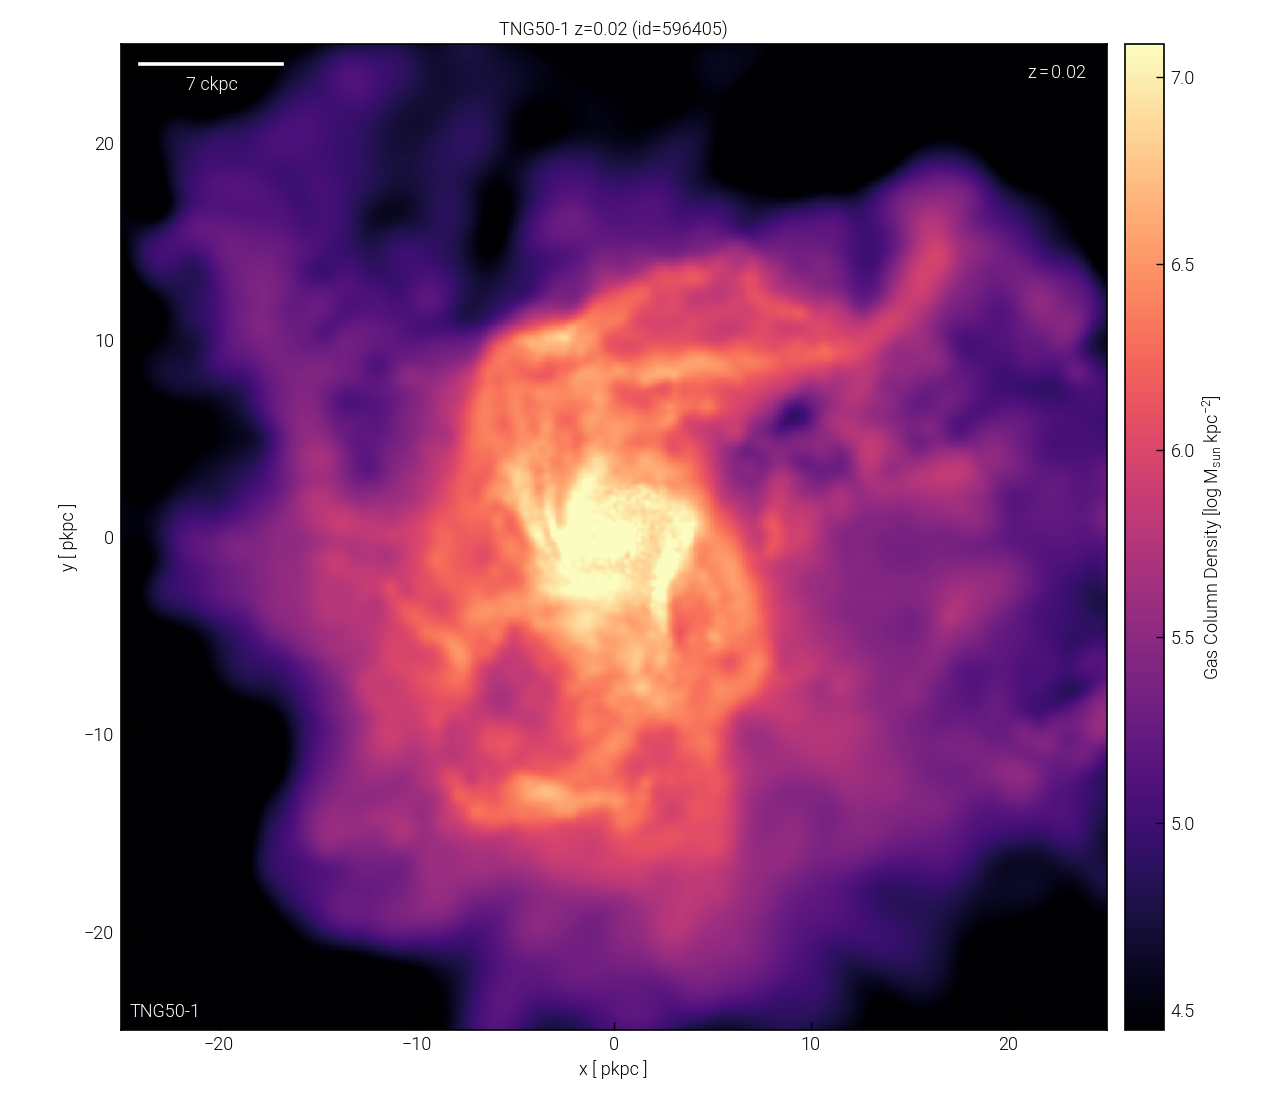 TNG50-1 z=0.02 (id=596405)
7 ckpc
z=0.02
TNG50-1
20
10
0
−10
−20
y [ pkpc ]
−20
−10
0
10
20
x [ pkpc ]
7.0
6.5
6.0
5.5
5.0
4.5
Gas Column Density [log M_sun kpc^−2]